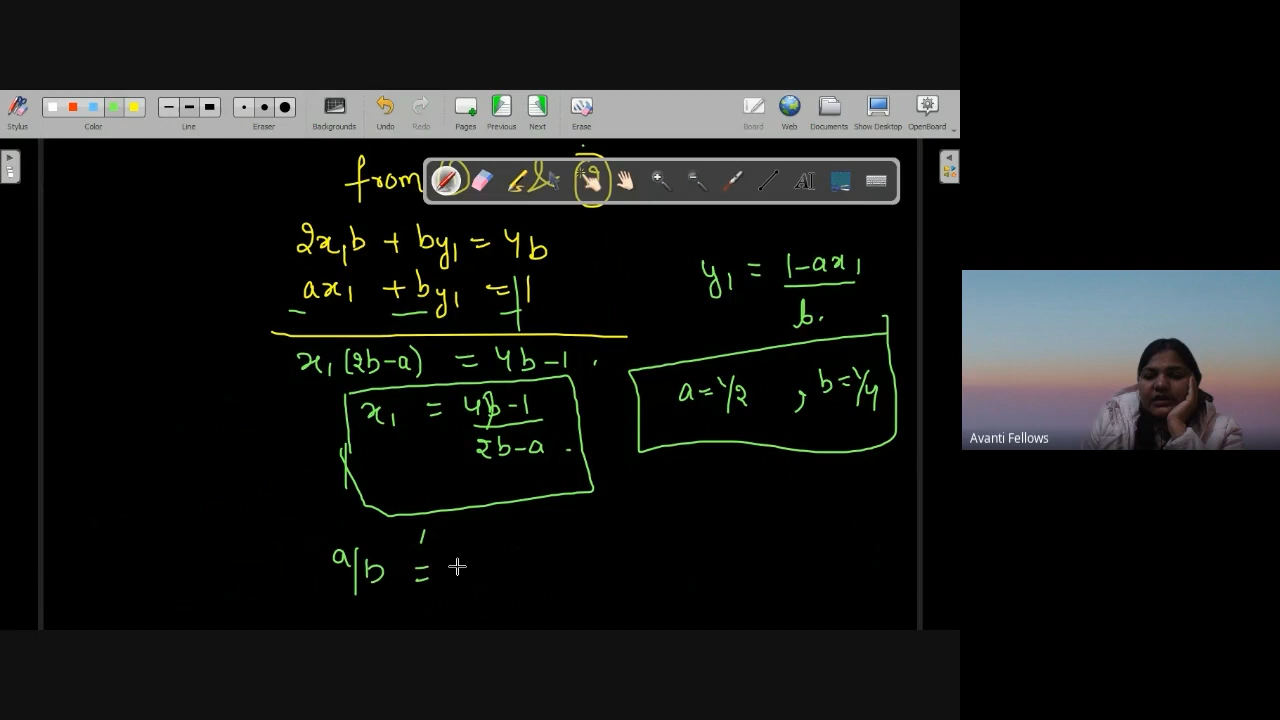 Stylus Color Line Eraser Backgrounds Undo Redo Pages Previous Next Erase Board Web Documents Show Desktop OpenBoard
from
2x₁b + by₁ = 4b
ax₁ + by₁ = 1
x₁(2b-a) = 4b-1.
x₁ = 4b-1 / 2b-a.
a/b =
y₁ = 1-ax₁ / b.
a=1/2 , b=1/4
Avanti Fellows